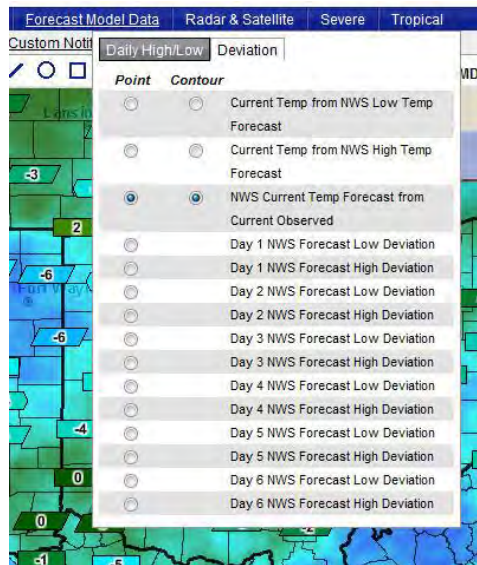 Forecast Model Data Radar & Satellite Severe Tropical
Custom Notif
Daily High/Low Deviation
MD
Point Contour
Current Temp from NWS Low Temp
Forecast
Current Temp from NWS High Temp
Forecast
-3
NWS Current Temp Forecast from
Current Observed
2
Day 1 NWS Forecast Low Deviation
Day 1 NWS Forecast High Deviation
-6
Day 2 NWS Forecast Low Deviation
Day 2 NWS Forecast High Deviation
-6
Day 3 NWS Forecast Low Deviation
Day 3 NWS Forecast High Deviation
Day 4 NWS Forecast Low Deviation
Day 4 NWS Forecast High Deviation
-4
Day 5 NWS Forecast Low Deviation
Day 5 NWS Forecast High Deviation
0
Day 6 NWS Forecast Low Deviation
Day 6 NWS Forecast High Deviation
0
-2
-1
-5